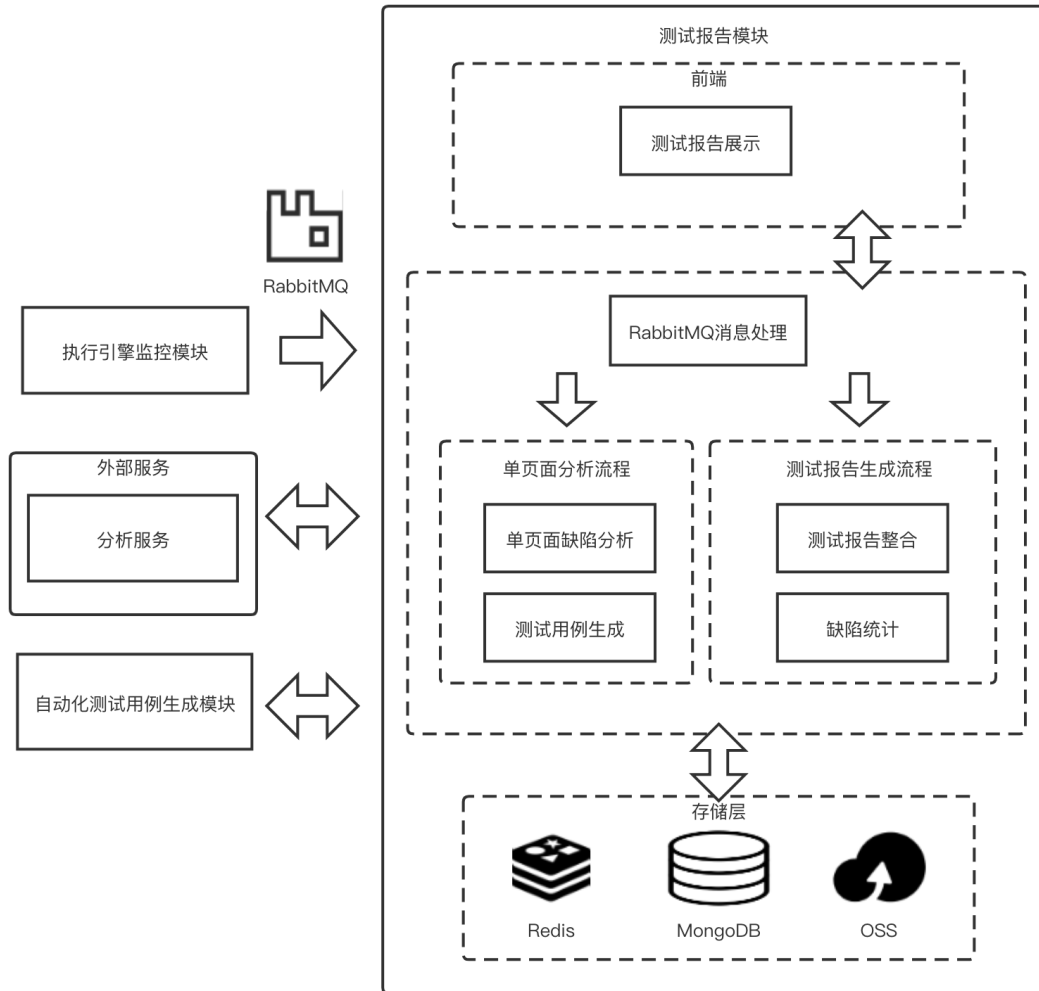 测试报告模块
前端
测试报告展示
RabbitMQ
执行引擎监控模块
RabbitMQ消息处理
外部服务
分析服务
单页面分析流程
单页面缺陷分析
测试用例生成
测试报告生成流程
测试报告整合
缺陷统计
自动化测试用例生成模块
存储层
Redis
MongoDB
OSS